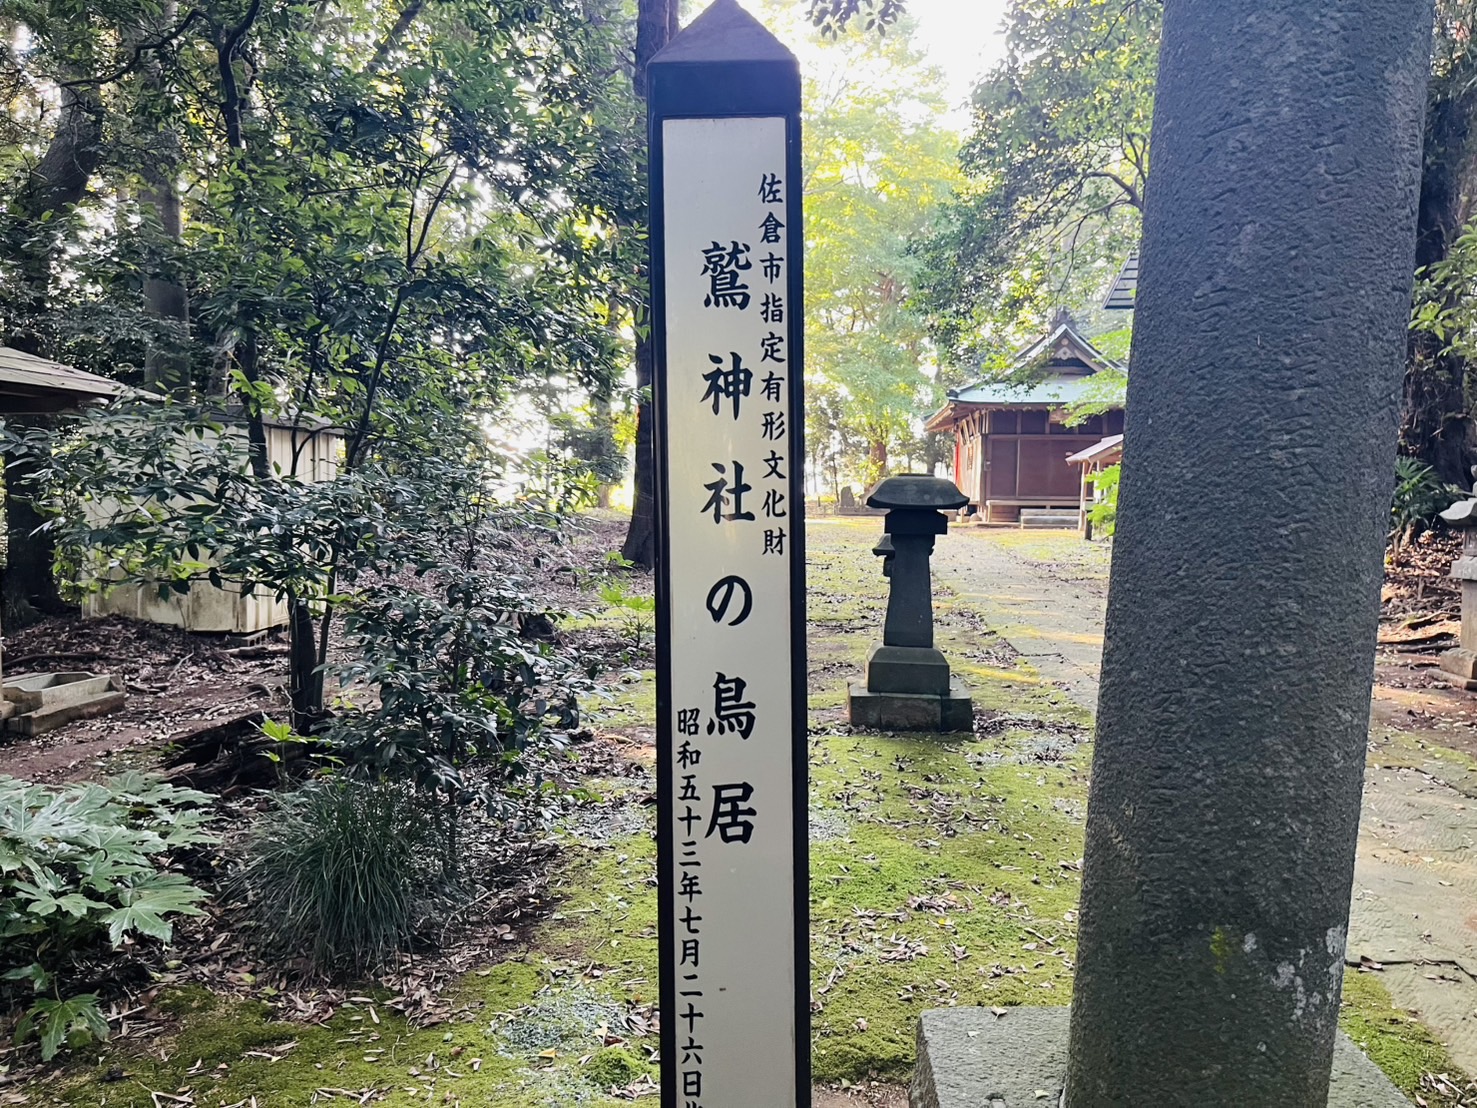 佐倉市指定有形文化財
鷲神社の鳥居
昭和五十三年七月二十六日